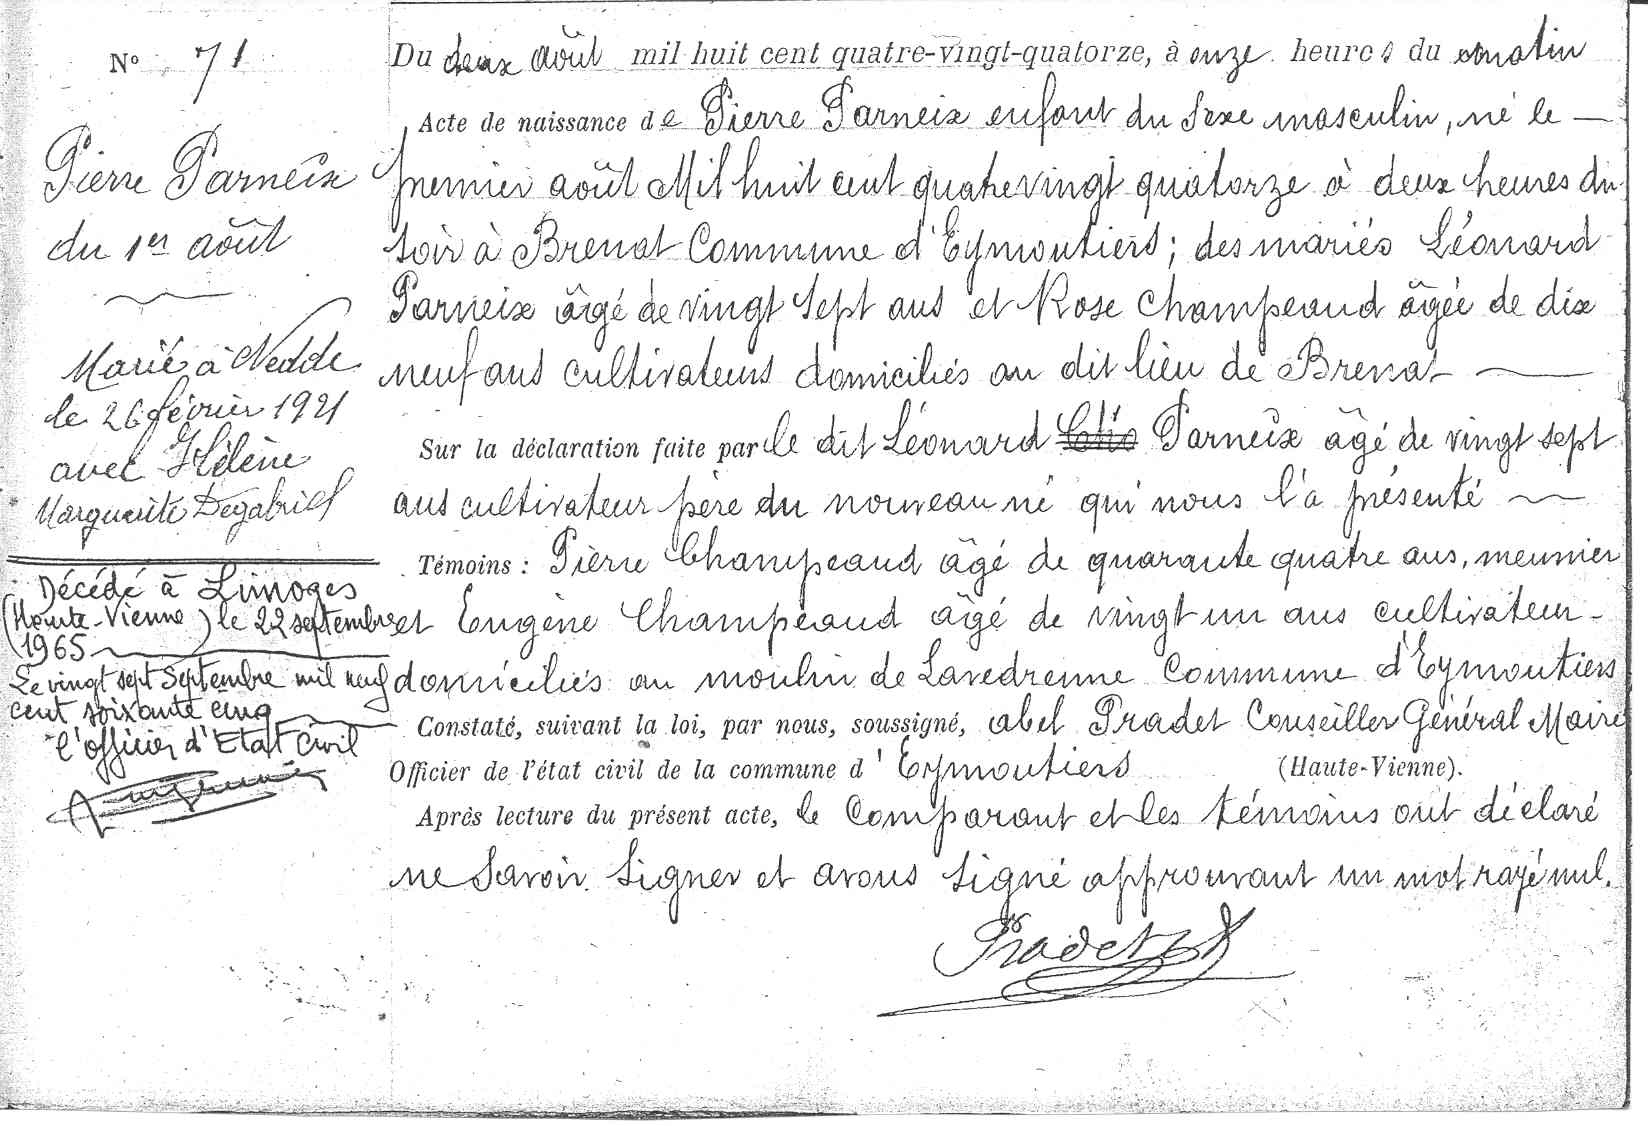 N° 71
Pierre Parneix
du 1er août
Marié à Nedde
le 26 février 1921
avec Hélène
Marguerite Degabriel
Décédé à Limoges
(Haute-Vienne) le 22 septembre
1965
Le vingt sept Septembre mil neuf
cent soixante cinq
l'officier d'Etat Civil
Du deux août mil huit cent quatre-vingt-quatorze, à onze heures du matin
Acte de naissance de Pierre Parneix enfant du sexe masculin, né le —
premier août Mil huit cent quatre vingt quatorze à deux heures du
soir à Brenat Commune d'Eymoutiers ; des mariés Léonard
Parneix âgé de vingt sept ans et Rose Champeaud âgée de dix
neuf ans cultivateurs domiciliés au dit lieu de Brenat —
Sur la déclaration faite par le dit Léonard Parneix âgé de vingt sept
ans cultivateur père du nouveau né qui nous l'a présenté —
Témoins : Pierre Champeaud âgé de quarante quatre ans, meunier
et Eugène Champeaud âgé de vingt un ans cultivateur -
domiciliés au moulin de Lavedrenne Commune d'Eymoutiers
Constaté, suivant la loi, par nous, soussigné, abel Pradet Conseiller Général Maire
Officier de l'état civil de la commune d'Eymoutiers (Haute-Vienne).
Après lecture du présent acte, le Comparant et les témoins ont déclaré
ne Savoir Signer et avons Signé approuvant un mot rayé nul.
Pradet